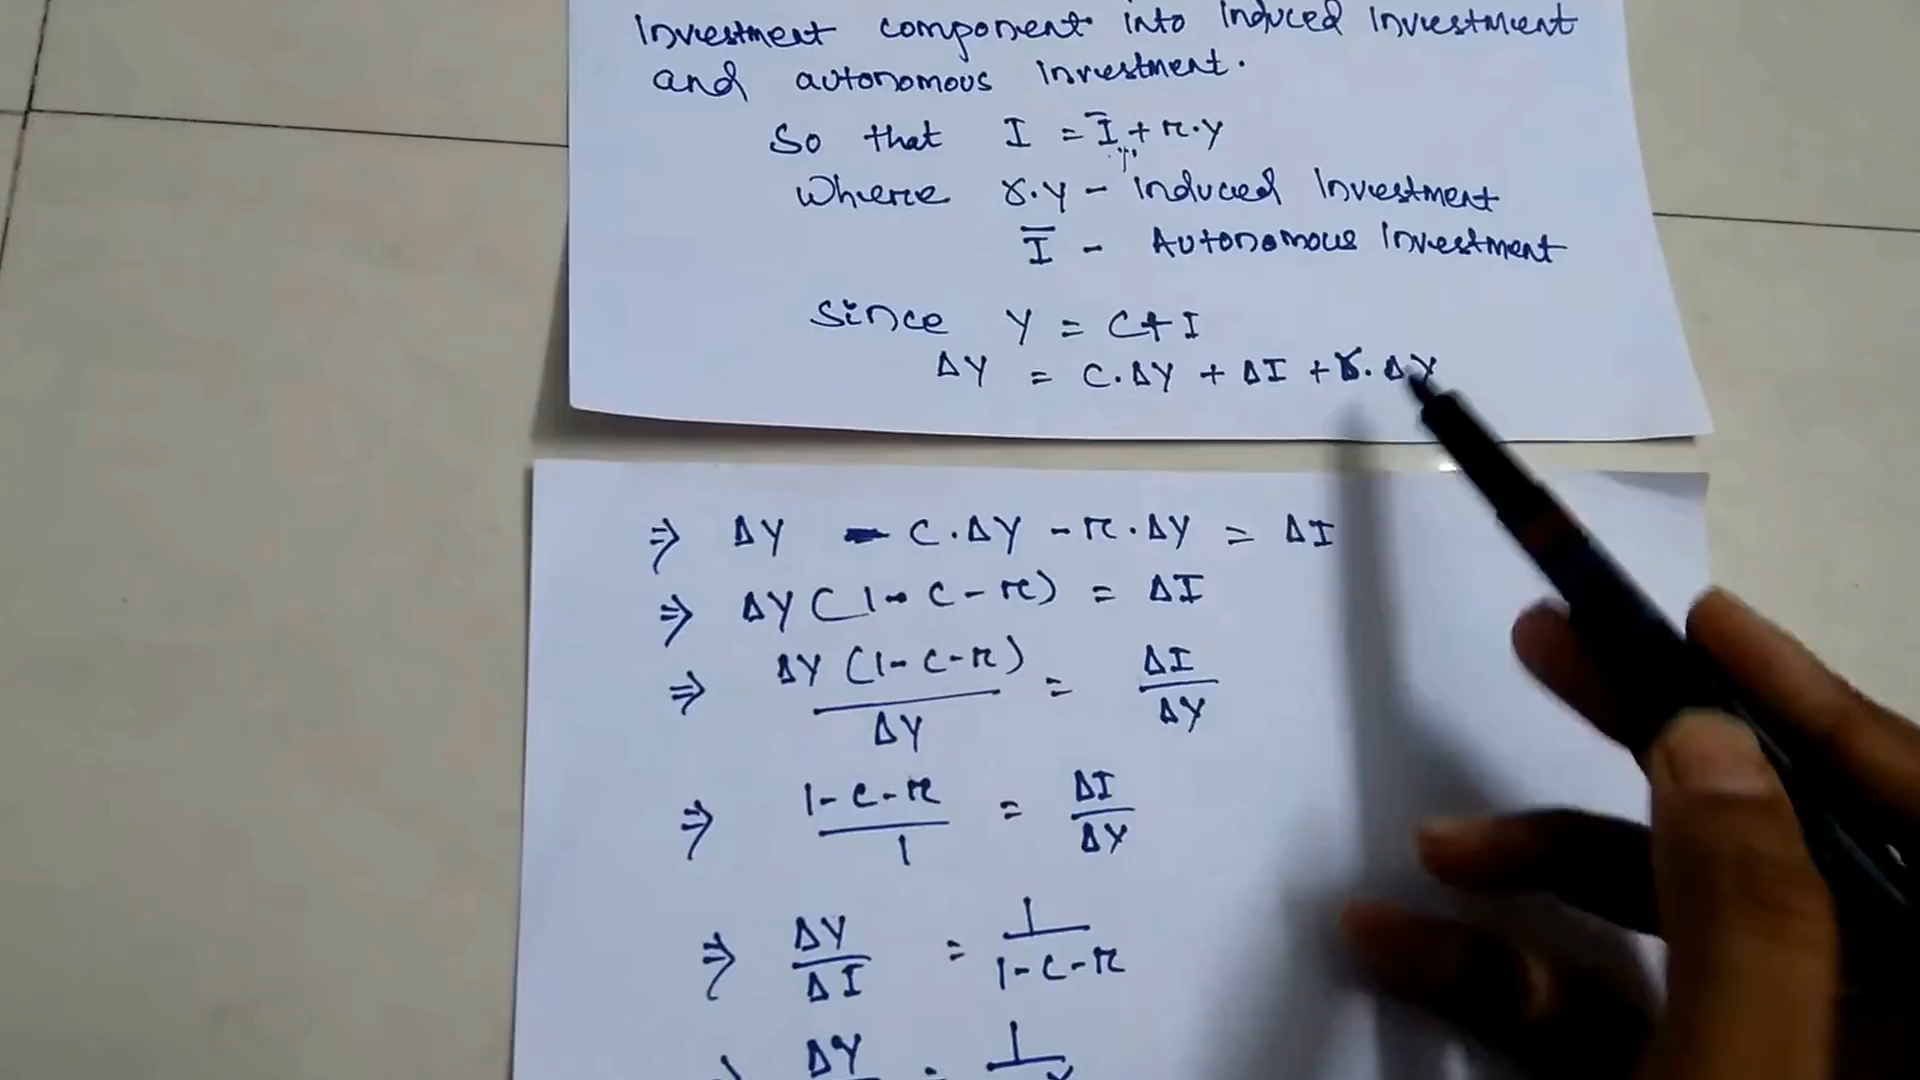 Investment component into Induced Investment
and autonomous Investment.
So that I = Ī + r.y
Where r.y - Induced Investment
Ī - Autonomous Investment
Since Y = C+I
ΔY = C.ΔY + ΔI + r.ΔY
⇒ ΔY - C.ΔY - r.ΔY = ΔI
⇒ ΔY (1 - C - r) = ΔI
⇒ ΔY (1 - C - r) / ΔY = ΔI / ΔY
⇒ 1 - C - r / 1 = ΔI / ΔY
⇒ ΔY / ΔI = 1 / 1 - C - r
ΔY 1